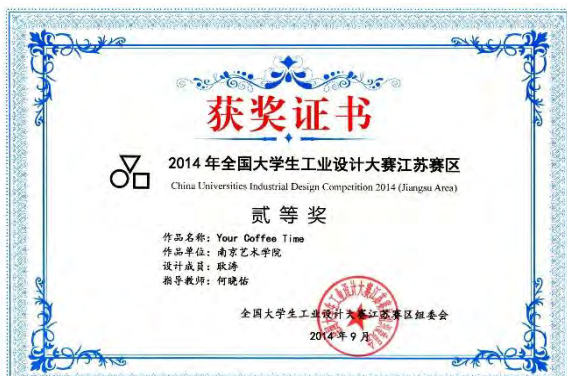 获奖证书
2014年全国大学生工业设计大赛江苏赛区
China Universities Industrial Design Competition 2014 (Jiangsu Area)
贰等奖
作品名称：Your Coffee Time
作品单位：南京艺术学院
设计成员：耿涛
指导教师：何晓佑
全国大学生工业设计大赛江苏赛区组委会
2014年9月